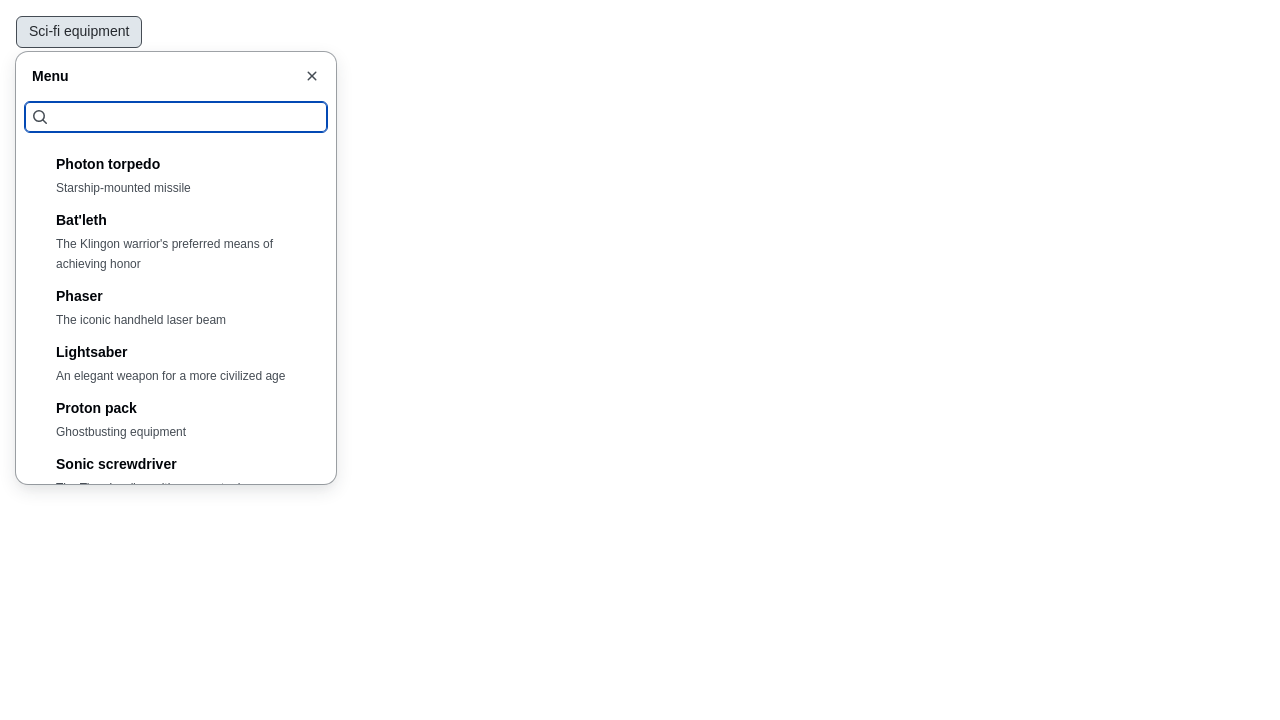 Sci-fi equipment
Menu
Photon torpedo
Starship-mounted missile
Bat'leth
The Klingon warrior's preferred means of
achieving honor
Phaser
The iconic handheld laser beam
Lightsaber
An elegant weapon for a more civilized age
Proton pack
Ghostbusting equipment
Sonic screwdriver